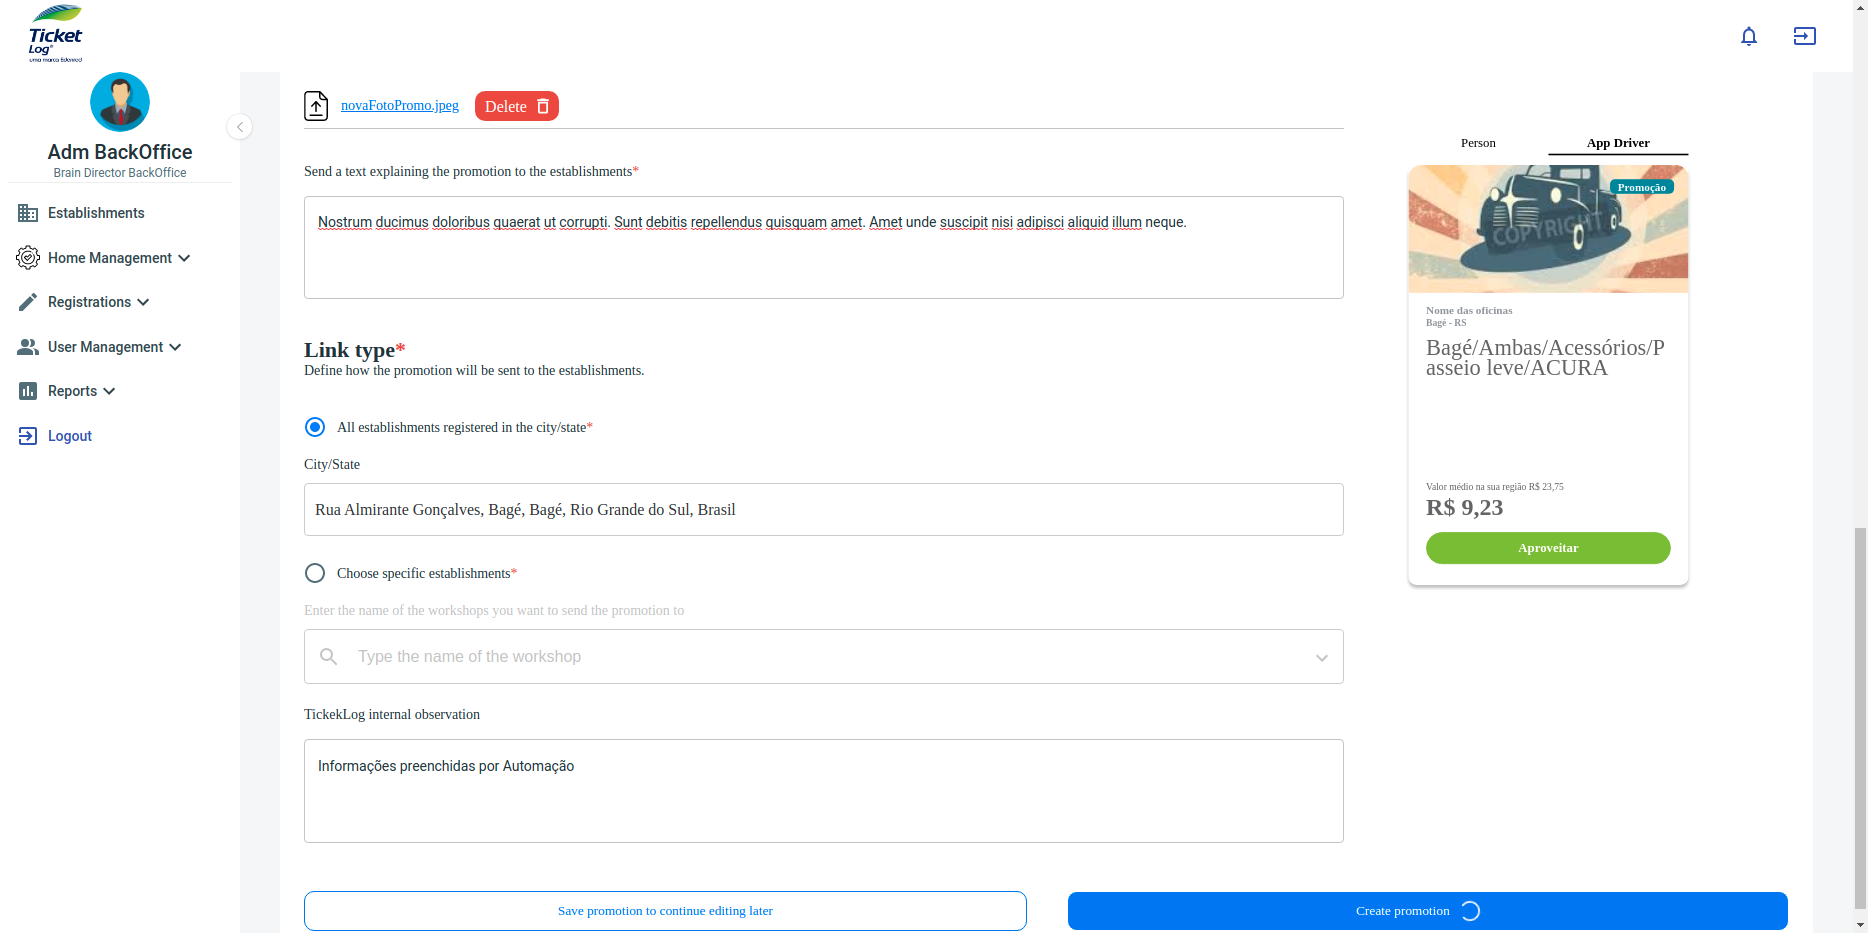 Ticket
Log®
uma marca Edenred
Adm BackOffice
Brain Director BackOffice
Establishments
Home Management
Registrations
User Management
Reports
Logout
novaFotoPromo.jpeg
Delete
Send a text explaining the promotion to the establishments*
Nostrum ducimus doloribus quaerat ut corrupti. Sunt debitis repellendus quisquam amet. Amet unde suscipit nisi adipisci aliquid illum neque.
Link type*
Define how the promotion will be sent to the establishments.
All establishments registered in the city/state*
City/State
Rua Almirante Gonçalves, Bagé, Bagé, Rio Grande do Sul, Brasil
Choose specific establishments*
Enter the name of the workshops you want to send the promotion to
Type the name of the workshop
TickekLog internal observation
Informações preenchidas por Automação
Save promotion to continue editing later
Create promotion
Person
App Driver
Promoção
COPYRIGHT
Nome das oficinas
Bagé - RS
Bagé/Ambas/Acessórios/P
asseio leve/ACURA
Valor médio na sua região R$ 23,75
R$ 9,23
Aproveitar